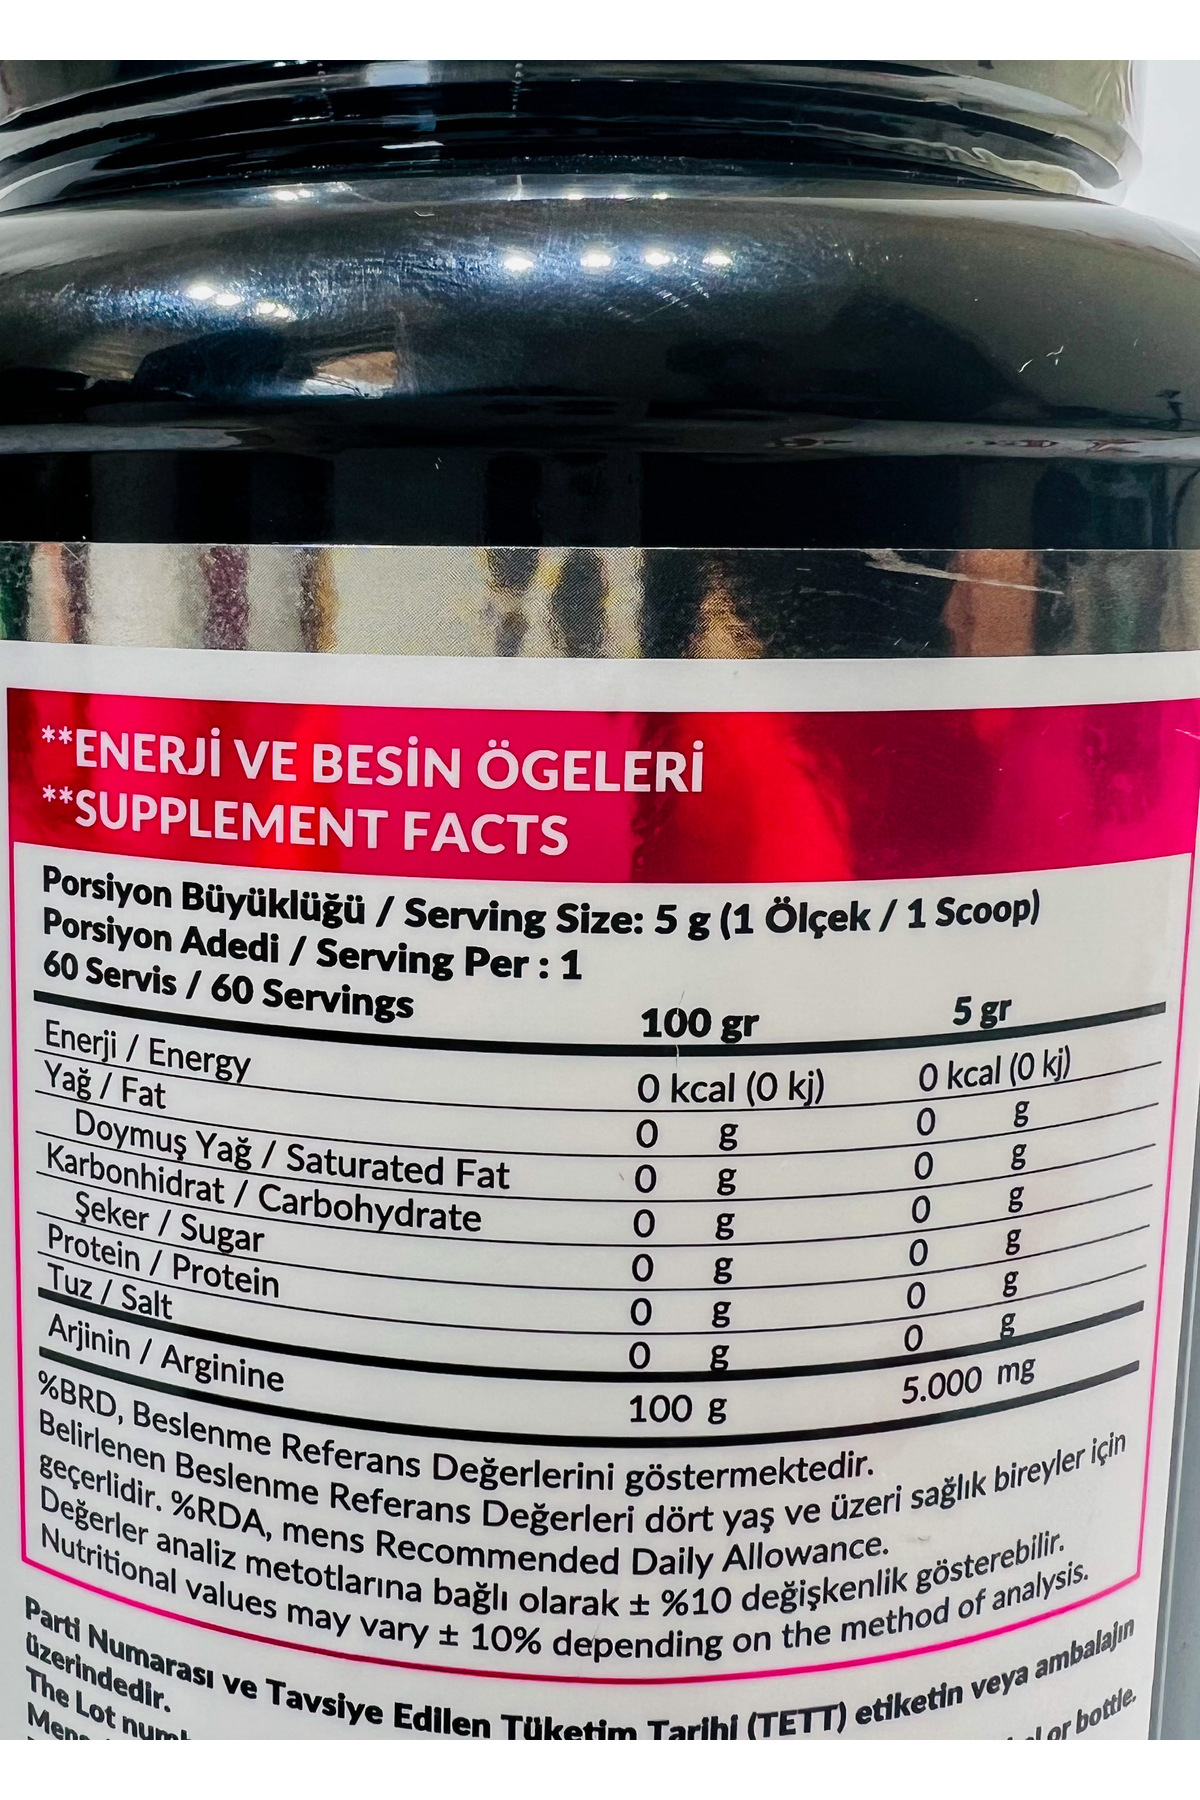 **ENERJİ VE BESİN ÖGELERİ
**SUPPLEMENT FACTS
Porsiyon Büyüklüğü / Serving Size: 5 g (1 Ölçek / 1 Scoop)
Porsiyon Adedi / Serving Per : 1
60 Servis / 60 Servings
100 gr 5 gr
Enerji / Energy 0 kcal (0 kj) 0 kcal (0 kj)
Yağ / Fat 0 g 0 g
Doymuş Yağ / Saturated Fat 0 g 0 g
Karbonhidrat / Carbohydrate 0 g 0 g
Şeker / Sugar 0 g 0 g
Protein / Protein 0 g 0 g
Tuz / Salt 0 g 0 g
Arjinin / Arginine 100 g 5.000 mg
%BRD, Beslenme Referans Değerlerini göstermektedir.
Belirlenen Beslenme Referans Değerleri dört yaş ve üzeri sağlık bireyler için
geçerlidir. %RDA, mens Recommended Daily Allowance.
Değerler analiz metotlarına bağlı olarak ± %10 değişkenlik gösterebilir.
Nutritional values may vary ± 10% depending on the method of analysis.
Parti Numarası ve Tavsiye Edilen Tüketim Tarihi (TETT) etiketin veya ambalajın
üzerindedir.
The Lot or bottle.